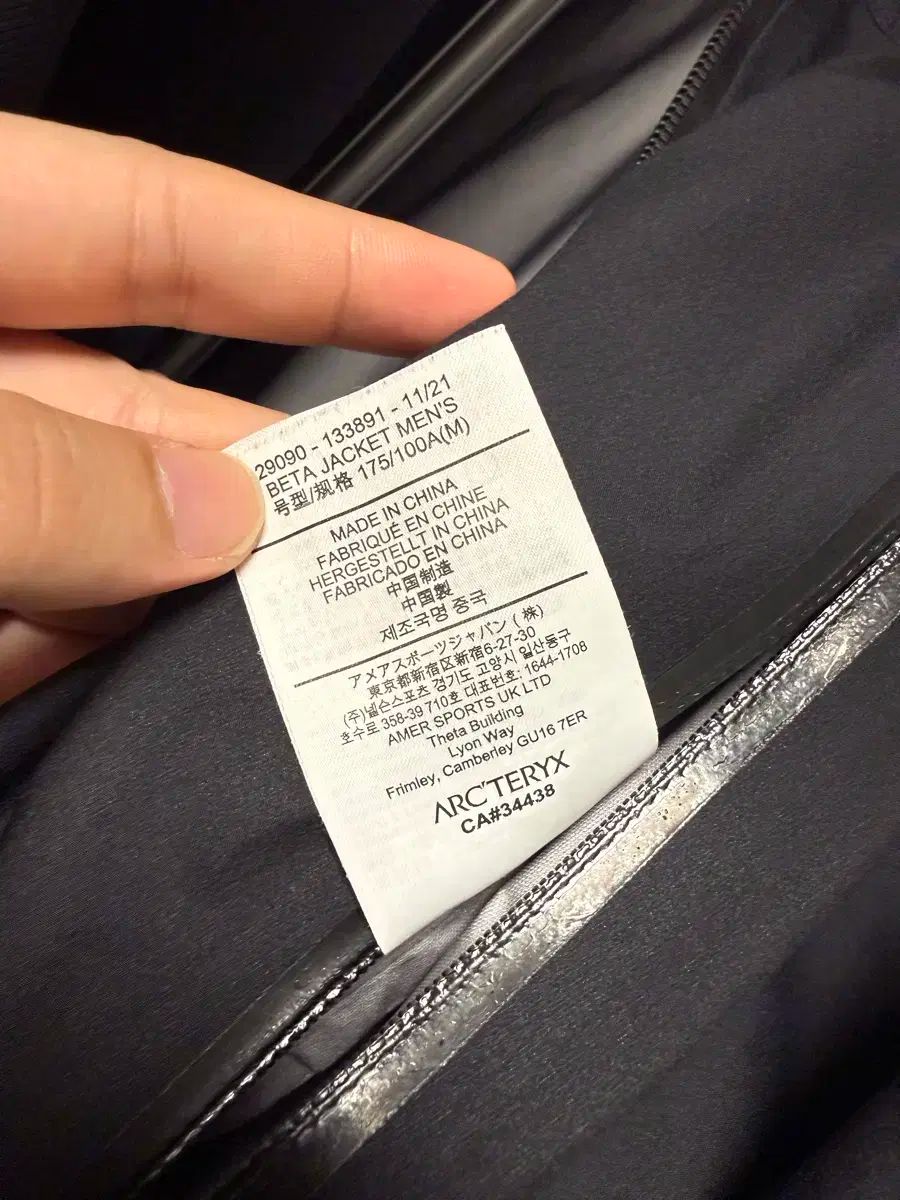 29090 - 133891 - 11/21
BETA JACKET MEN'S
号型/规格 175/100A(M)
MADE IN CHINA
FABRIQUÉ EN CHINE
HERGESTELLT IN CHINA
FABRICADO EN CHINA
中国制造
中国製
제조국명 중국
アメアスポーツジャパン (株)
東京都新宿区新宿6-27-30
(주)넬슨스포츠 경기도 고양시 일산동구
호수로 358-39 710호 대표번호: 1644-1708
AMER SPORTS UK LTD
Theta Building
Lyon Way
Frimley, Camberley GU16 7ER
ARC'TERYX
CA#34438